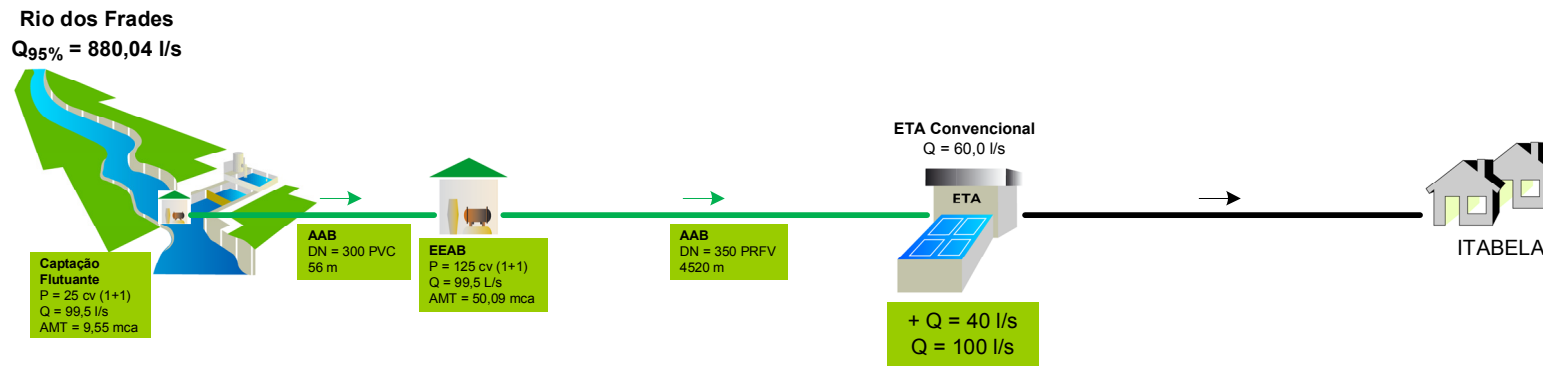 Rio dos Frades
Q95% = 880,04 l/s
Captação
Flutuante
P = 25 cv (1+1)
Q = 99,5 l/s
AMT = 9,55 mca
AAB
DN = 300 PVC
56 m
EEAB
P = 125 cv (1+1)
Q = 99,5 L/s
AMT = 50,09 mca
AAB
DN = 350 PRFV
4520 m
ETA Convencional
Q = 60,0 l/s
ETA
+ Q = 40 l/s
Q = 100 l/s
ITABELA